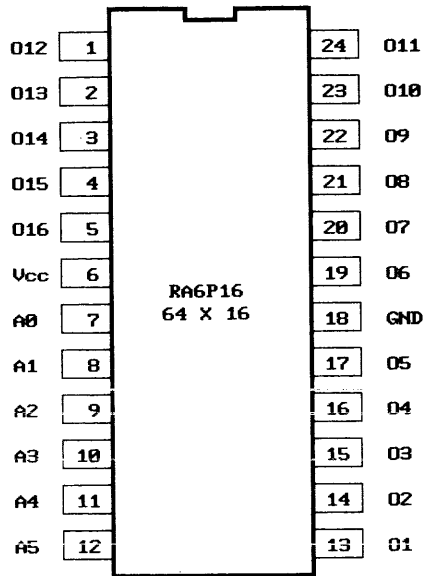 O12 1 24 O11
O13 2 23 O10
O14 3 22 O9
O15 4 21 O8
O16 5 20 O7
Vcc 6 19 O6
RA6P16
64 X 16
A0 7 18 GND
A1 8 17 O5
A2 9 16 O4
A3 10 15 O3
A4 11 14 O2
A5 12 13 O1